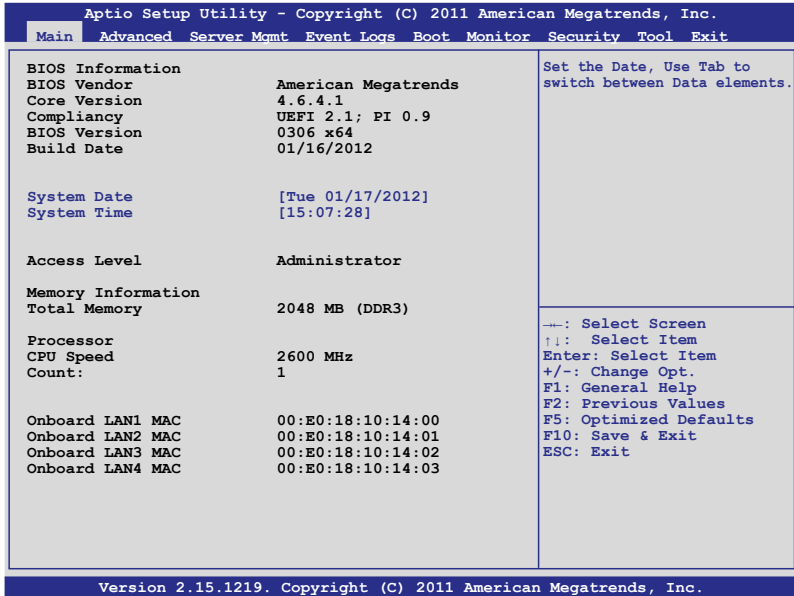 Aptio Setup Utility - Copyright (C) 2011 American Megatrends, Inc.
Main Advanced Server Mgmt Event Logs Boot Monitor Security Tool Exit
BIOS Information
BIOS Vendor American Megatrends
Core Version 4.6.4.1
Compliancy UEFI 2.1; PI 0.9
BIOS Version 0306 x64
Build Date 01/16/2012
System Date [Tue 01/17/2012]
System Time [15:07:28]
Access Level Administrator
Memory Information
Total Memory 2048 MB (DDR3)
Processor
CPU Speed 2600 MHz
Count: 1
Onboard LAN1 MAC 00:E0:18:10:14:00
Onboard LAN2 MAC 00:E0:18:10:14:01
Onboard LAN3 MAC 00:E0:18:10:14:02
Onboard LAN4 MAC 00:E0:18:10:14:03
Set the Date, Use Tab to
switch between Data elements.
→←: Select Screen
↑↓: Select Item
Enter: Select Item
+/-: Change Opt.
F1: General Help
F2: Previous Values
F5: Optimized Defaults
F10: Save & Exit
ESC: Exit
Version 2.15.1219. Copyright (C) 2011 American Megatrends, Inc.